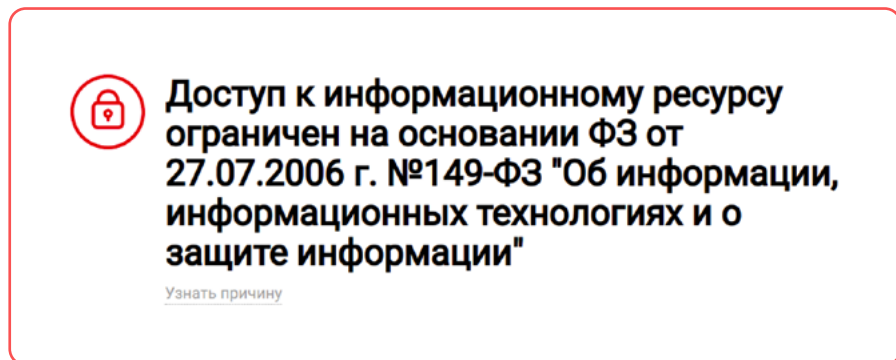 Доступ к информационному ресурсу
ограничен на основании ФЗ от
27.07.2006 г. №149-ФЗ "Об информации,
информационных технологиях и о
защите информации"
Узнать причину